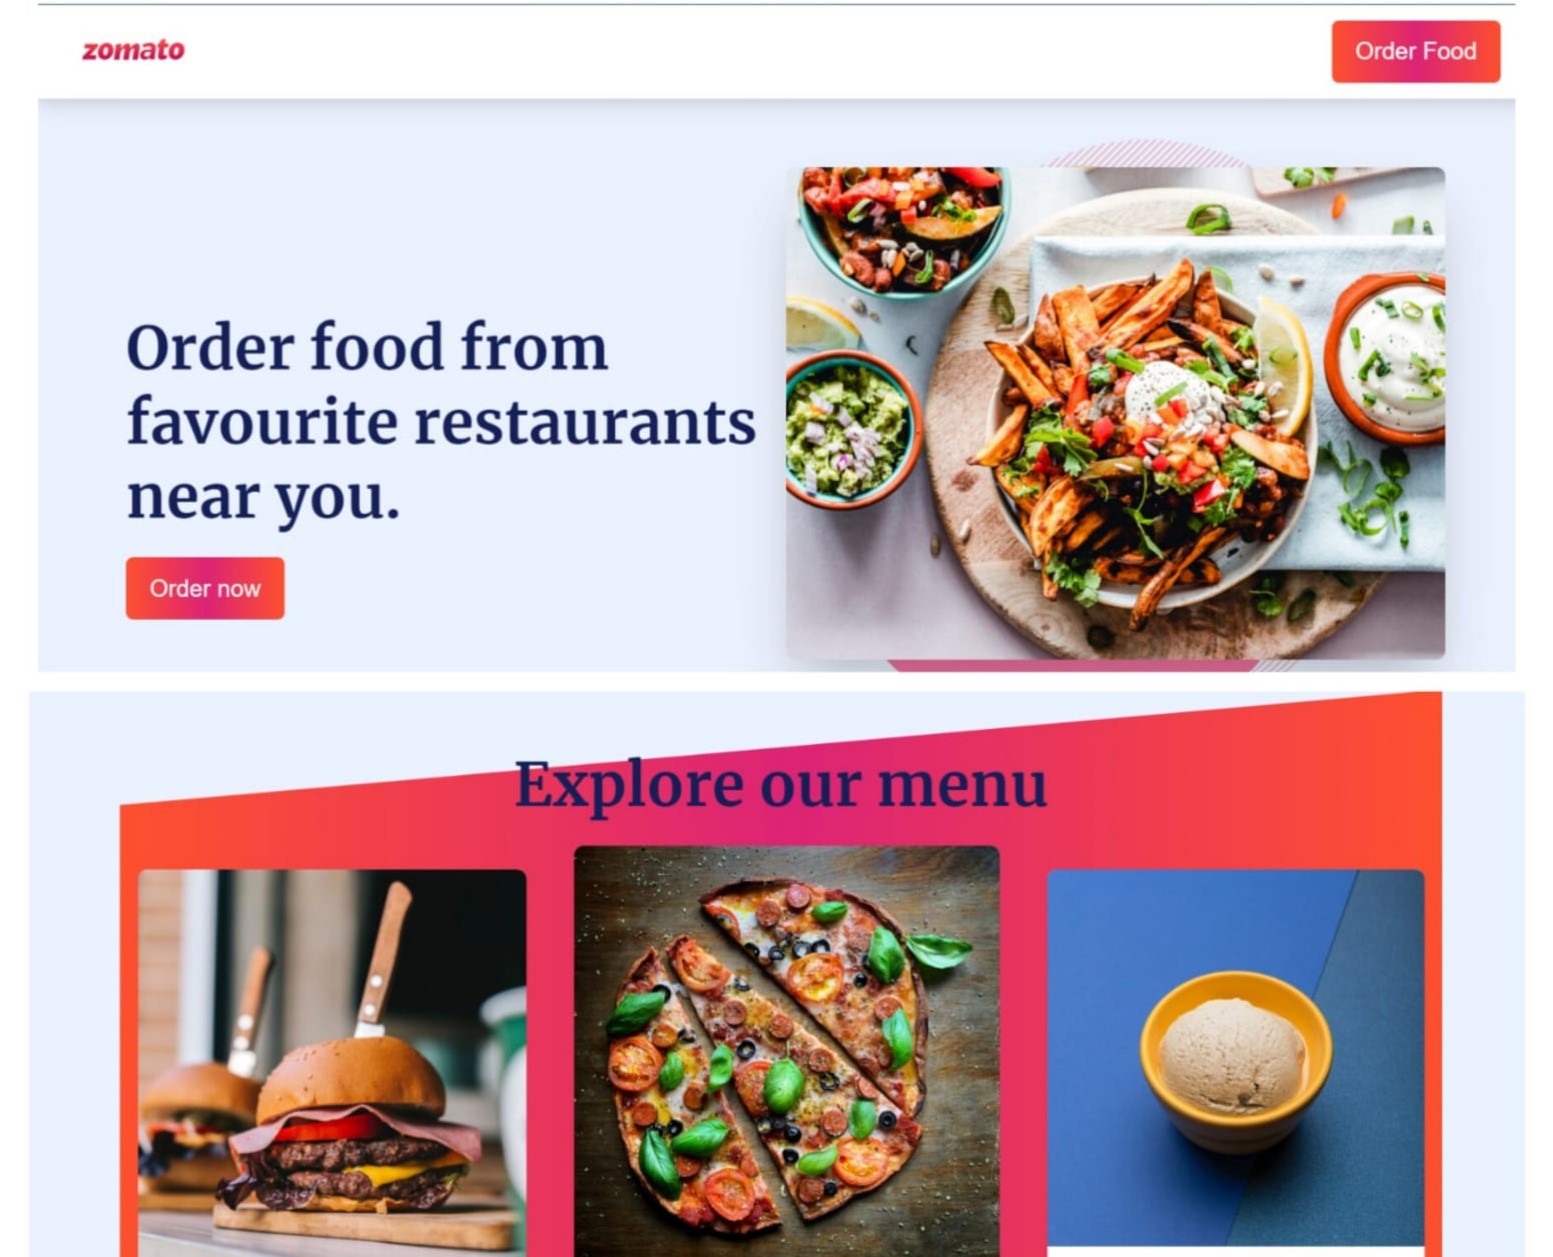 zomato
Order Food
Order food from
favourite restaurants
near you.
Order now
Explore our menu